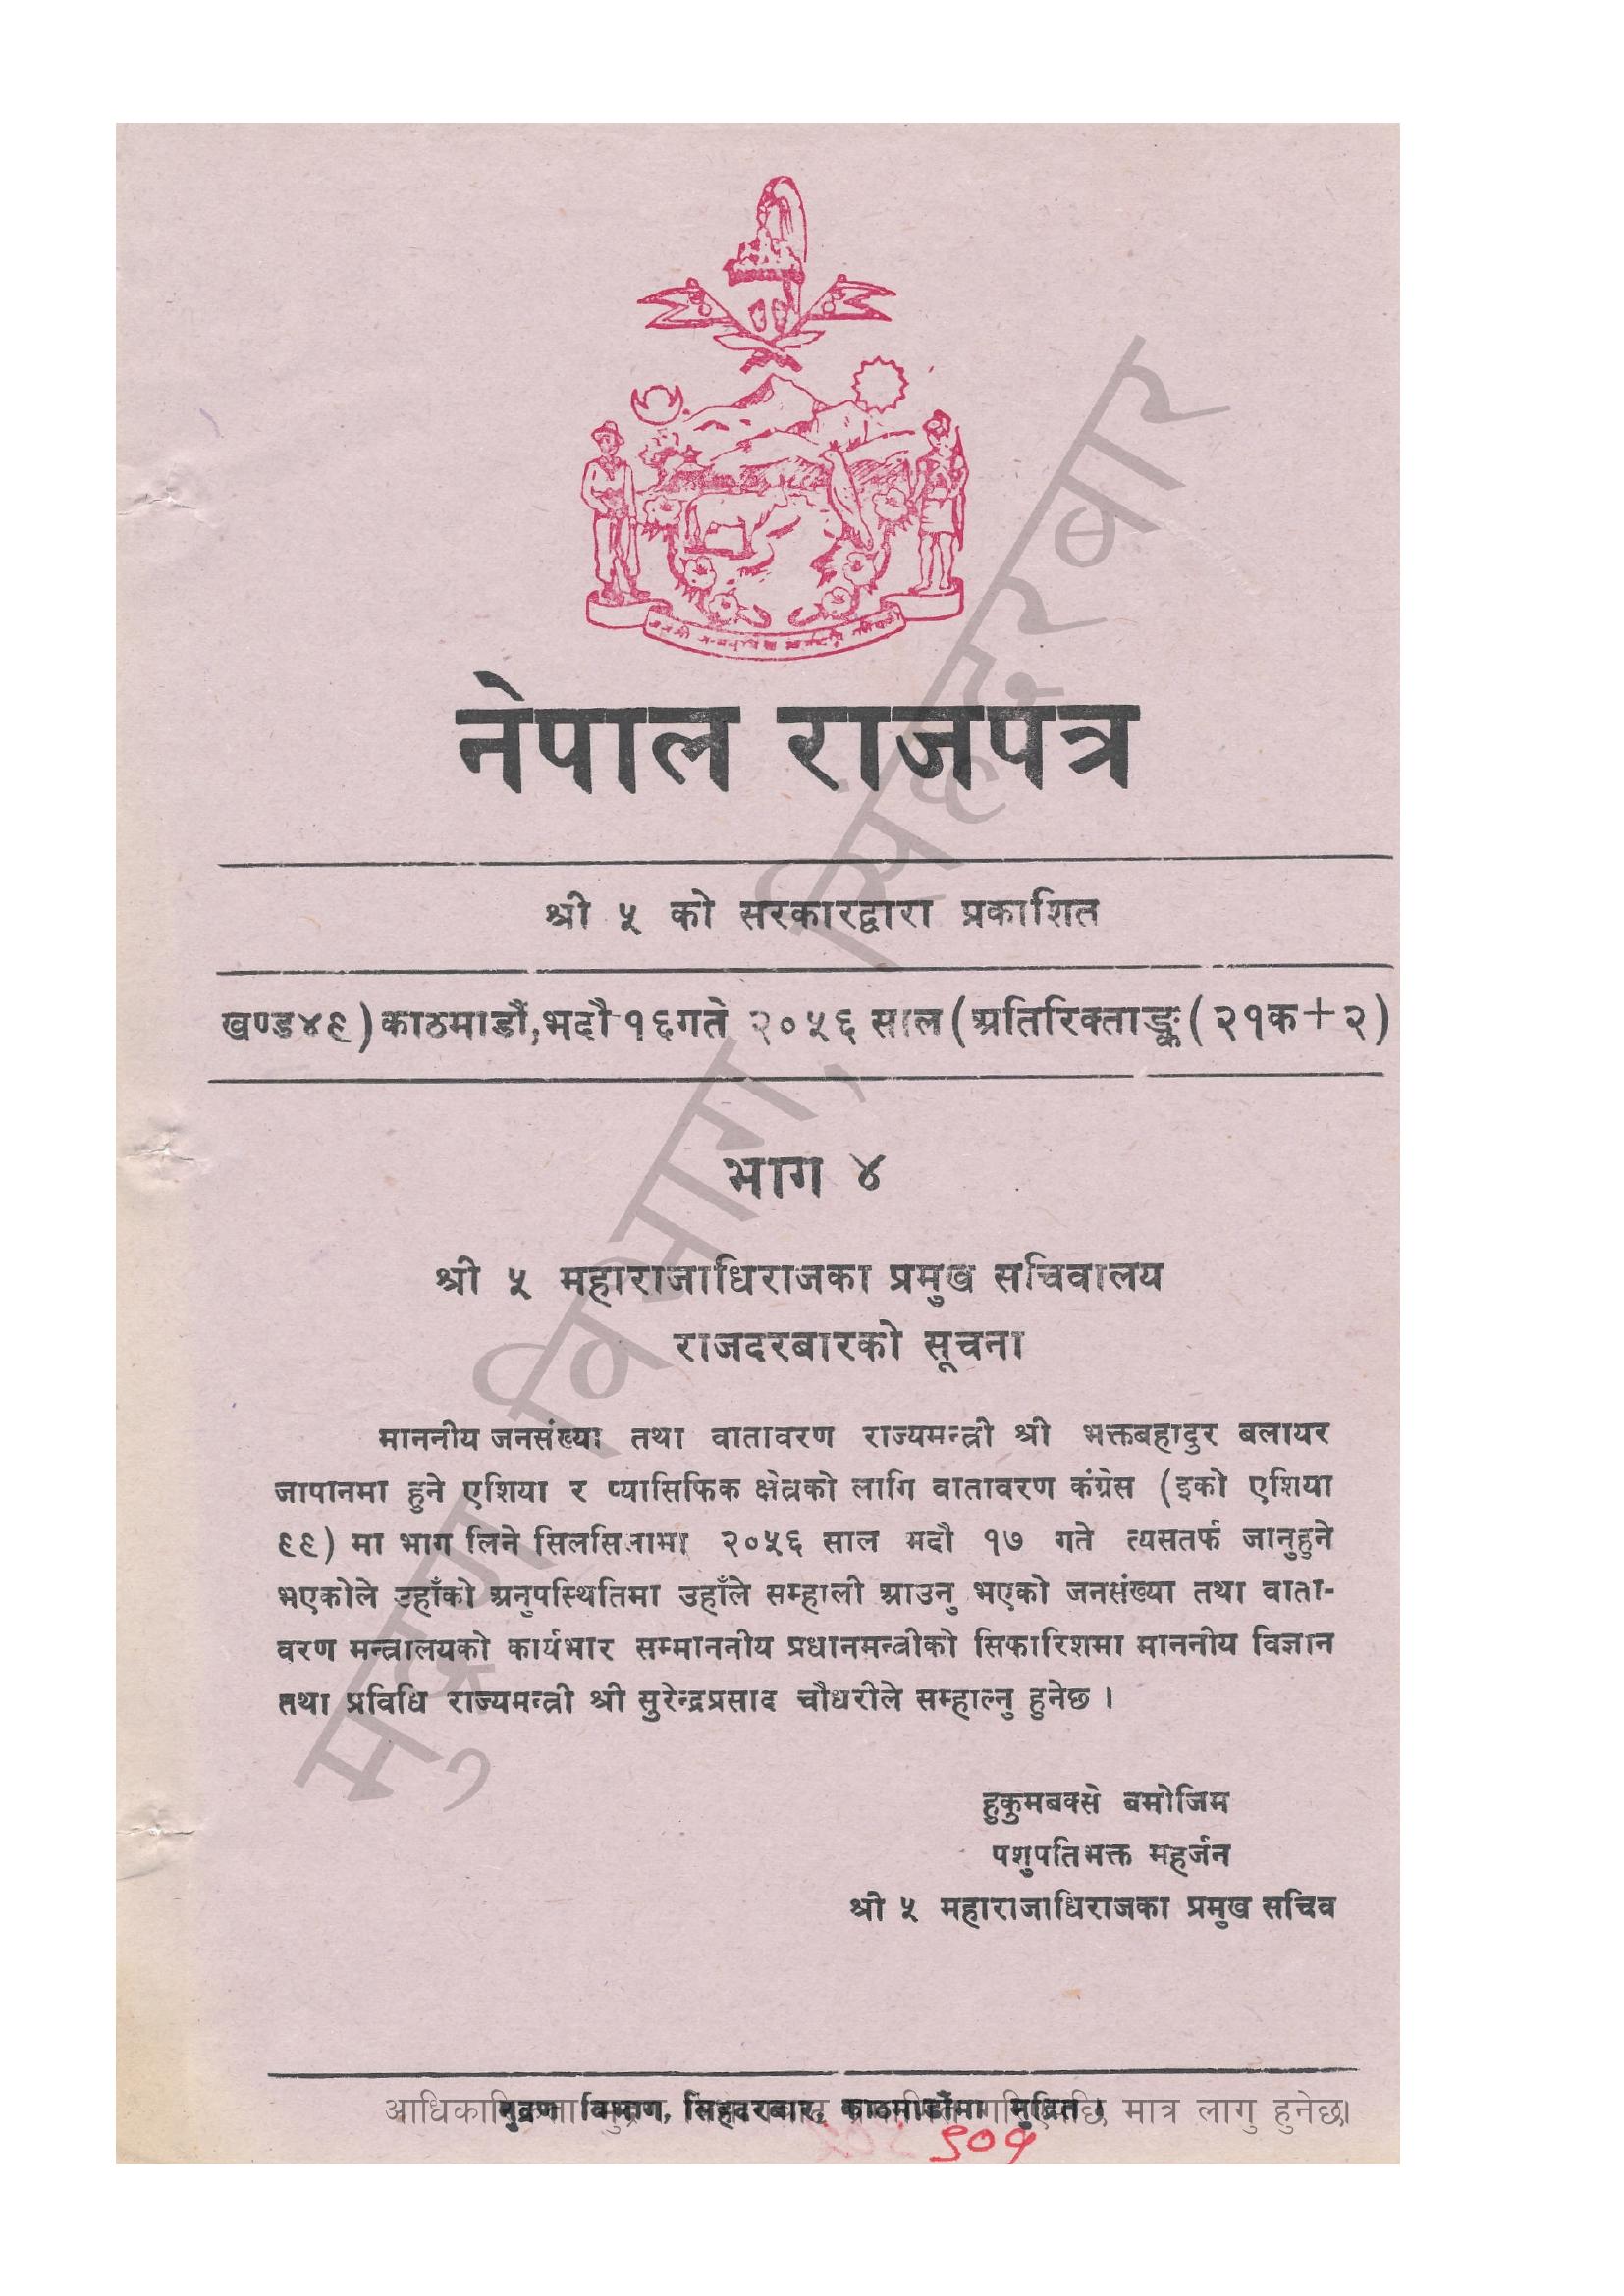 नेपाल राजपत्र
श्री ५ को सरकारद्वारा प्रकाशित
खण्ड४९) काठमाडौं, भदौ १६ गते २०५६ साल (अतिरिक्ताङ्क (२१क+२)
भाग ४
श्री ५ महाराजाधिराजका प्रमुख सचिवालय
राजदरबारको सूचना
माननीय जनसंख्या तथा वातावरण राज्यमन्त्री श्री भक्तबहादुर बलायर
जापानमा हुने एशिया र प्यासिफिक क्षेत्रको लागि वातावरण कंग्रेस (इको एशिया
९९) मा भाग लिने सिलसिलामा २०५६ साल भदौ १७ गते त्यसतर्फ जानुहुने
भएकोले उहाँको अनुपस्थितिमा उहाँले सम्हाली आउनु भएको जनसंख्या तथा वाता-
वरण मन्त्रालयको कार्यभार सम्माननीय प्रधानमन्त्रीको सिफारिशमा माननीय विज्ञान
तथा प्रविधि राज्यमन्त्री श्री सुरेन्द्रप्रसाद चौधरीले सम्हाल्नु हुनेछ ।
हुकुमबक्से बमोजिम
पशुपतिभक्त महर्जन
श्री ५ महाराजाधिराजका प्रमुख सचिव
मुद्रण विभाग, सिंहदरबार, काठमाडौंमा मुद्रित ।
मात्र लागु हुनेछ।
मुद्रण विभाग, सिंहदरबार